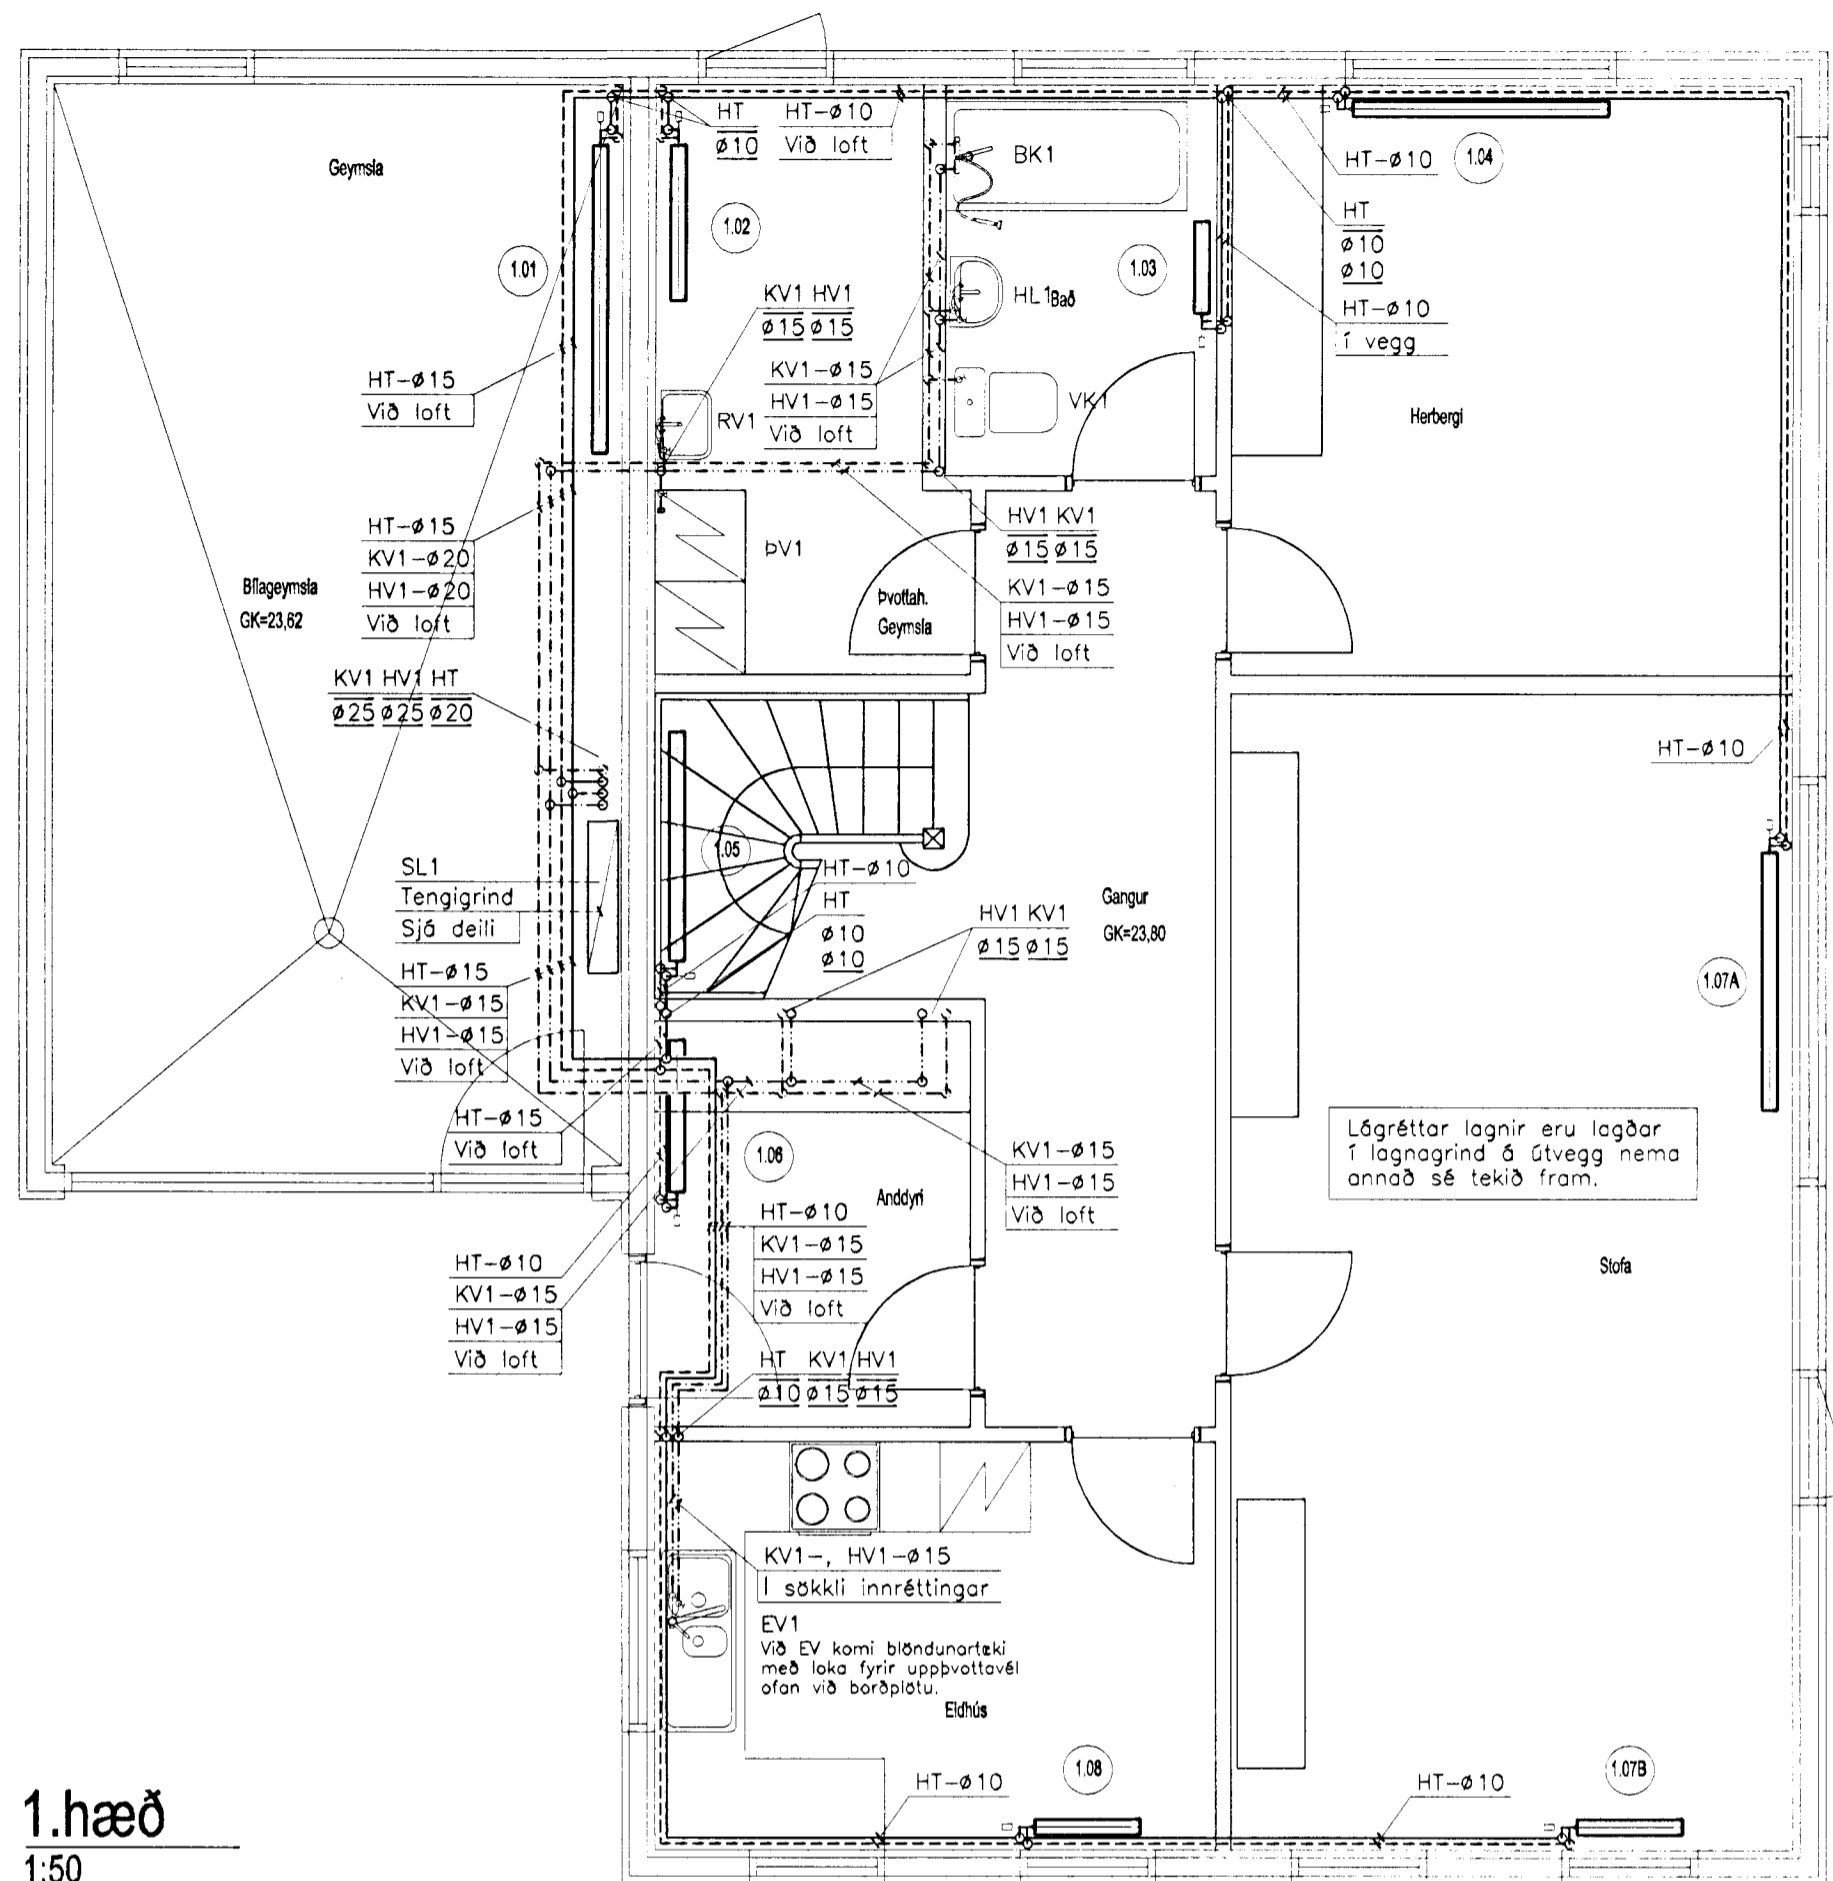 HT
ø10
HT-ø10
Við loft
Geymsla
1.02
1.01
BK1
1.03
HT-ø10
1.04
HT
ø10
ø10
HT-ø10
Í vegg
KV1 HV1
ø15 ø15
HL1
Bað
HT-ø15
Við loft
KV1-ø15
HV1-ø15
Við loft
RV1
VK1
Herbergi
HT-ø15
KV1-ø20
HV1-ø20
Við loft
ÞV1
HV1 KV1
ø15 ø15
KV1-ø15
HV1-ø15
Við loft
Bílageymsla
GK=23,62
Þvottah.
Geymsla
KV1 HV1 HT
ø25 ø25 ø20
HT-ø10
1.05
SL1
Tengigrind
Sjá deili
HT-ø10
HT
ø10
ø10
HV1 KV1
ø15 ø15
Gangur
GK=23,80
1.07A
HT-ø15
KV1-ø15
HV1-ø15
Við loft
HT-ø15
Við loft
1.06
KV1-ø15
HV1-ø15
Við loft
Lágréttar lagnir eru lagðar
í lagnagrind á útvegg nema
annað sé tekið fram.
Anddyri
HT-ø10
KV1-ø15
HV1-ø15
Við loft
HT-ø10
KV1-ø15
HV1-ø15
Við loft
Stofa
HT KV1 HV1
ø10 ø15 ø15
KV1-, HV1-ø15
Í sökkli innréttingar
EV1
Við EV komi blöndunartæki
með loka fyrir uppþvottavél
ofan við borðplötu.
Eldhús
HT-ø10
1.08
HT-ø10
1.07B
1.hæð
1:50